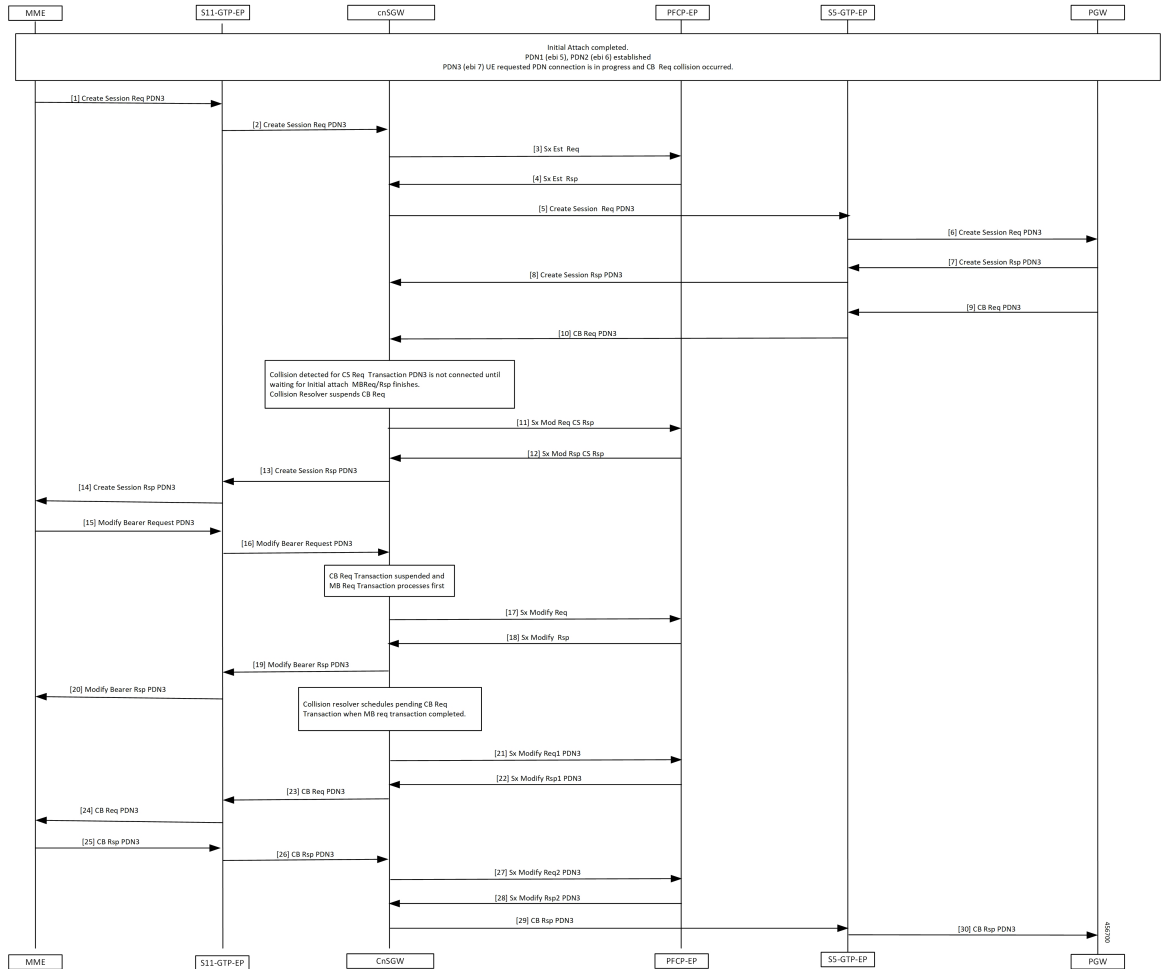 MME
S11-GTP-EP
cnSGW
PFCP-EP
S5-GTP-EP
PGW
Initial Attach completed.
PDN1 (ebi 5), PDN2 (ebi 6) established
PDN3 (ebi 7) UE requested PDN connection is in progress and CB Req collision occurred.
[1] Create Session Req PDN3
[2] Create Session Req PDN3
[3] Sx Est Req
[4] Sx Est Rsp
[5] Create Session Req PDN3
[6] Create Session Req PDN3
[7] Create Session Rsp PDN3
[8] Create Session Rsp PDN3
[9] CB Req PDN3
[10] CB Req PDN3
Collision detected for CS Req Transaction PDN3 is not connected until
waiting for Initial attach MBReq/Rsp finishes.
Collision Resolver suspends CB Req
[11] Sx Mod Req CS Rsp
[12] Sx Mod Rsp CS Rsp
[13] Create Session Rsp PDN3
[14] Create Session Rsp PDN3
[15] Modify Bearer Request PDN3
[16] Modify Bearer Request PDN3
CB Req Transaction suspended and
MB Req Transaction processes first
[17] Sx Modify Req
[18] Sx Modify Rsp
[19] Modify Bearer Rsp PDN3
[20] Modify Bearer Rsp PDN3
Collision resolver schedules pending CB Req
Transaction when MB req transaction completed.
[21] Sx Modify Req1 PDN3
[22] Sx Modify Rsp1 PDN3
[23] CB Req PDN3
[24] CB Req PDN3
[25] CB Rsp PDN3
[26] CB Rsp PDN3
[27] Sx Modify Req2 PDN3
[28] Sx Modify Rsp2 PDN3
[29] CB Rsp PDN3
[30] CB Rsp PDN3
456700
MME
S11-GTP-EP
CnSGW
PFCP-EP
S5-GTP-EP
PGW